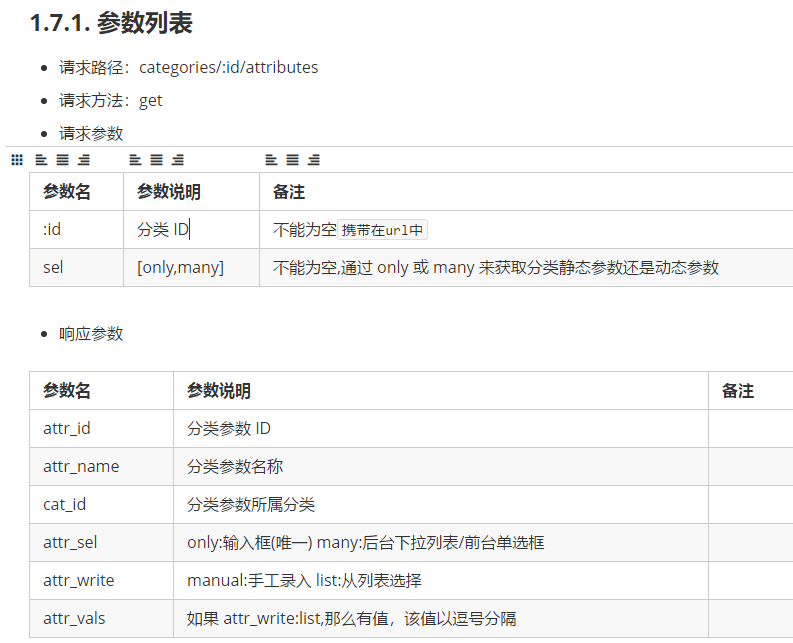 1.7.1. 参数列表
请求路径：categories/:id/attributes
请求方法：get
请求参数
参数名 参数说明 备注
:id 分类 ID 不能为空携带在url中
sel [only,many] 不能为空,通过 only 或 many 来获取分类静态参数还是动态参数
响应参数
参数名 参数说明 备注
attr_id 分类参数 ID
attr_name 分类参数名称
cat_id 分类参数所属分类
attr_sel only:输入框(唯一) many:后台下拉列表/前台单选框
attr_write manual:手工录入 list:从列表选择
attr_vals 如果 attr_write:list,那么有值，该值以逗号分隔